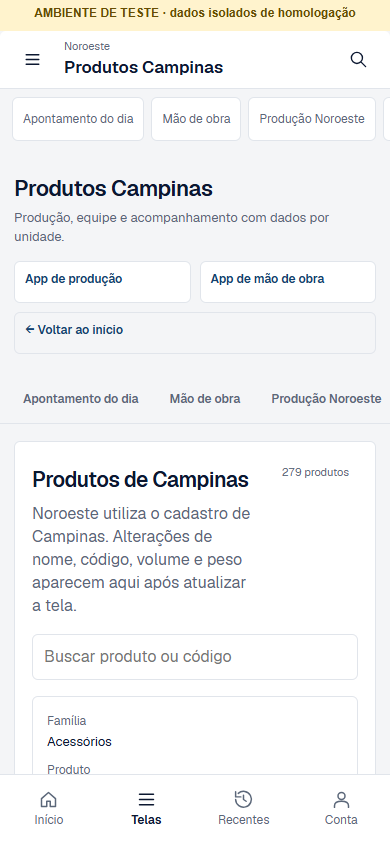 AMBIENTE DE TESTE · dados isolados de homologação
Noroeste
Produtos Campinas
Apontamento do dia
Mão de obra
Produção Noroeste
Produtos Campinas
Produção, equipe e acompanhamento com dados por
unidade.
App de produção
App de mão de obra
← Voltar ao início
Apontamento do dia
Mão de obra
Produção Noroeste
Produtos de Campinas
279 produtos
Noroeste utiliza o cadastro de
Campinas. Alterações de
nome, código, volume e peso
aparecem aqui após atualizar
a tela.
Buscar produto ou código
Família
Acessórios
Produto
Início
Telas
Recentes
Conta